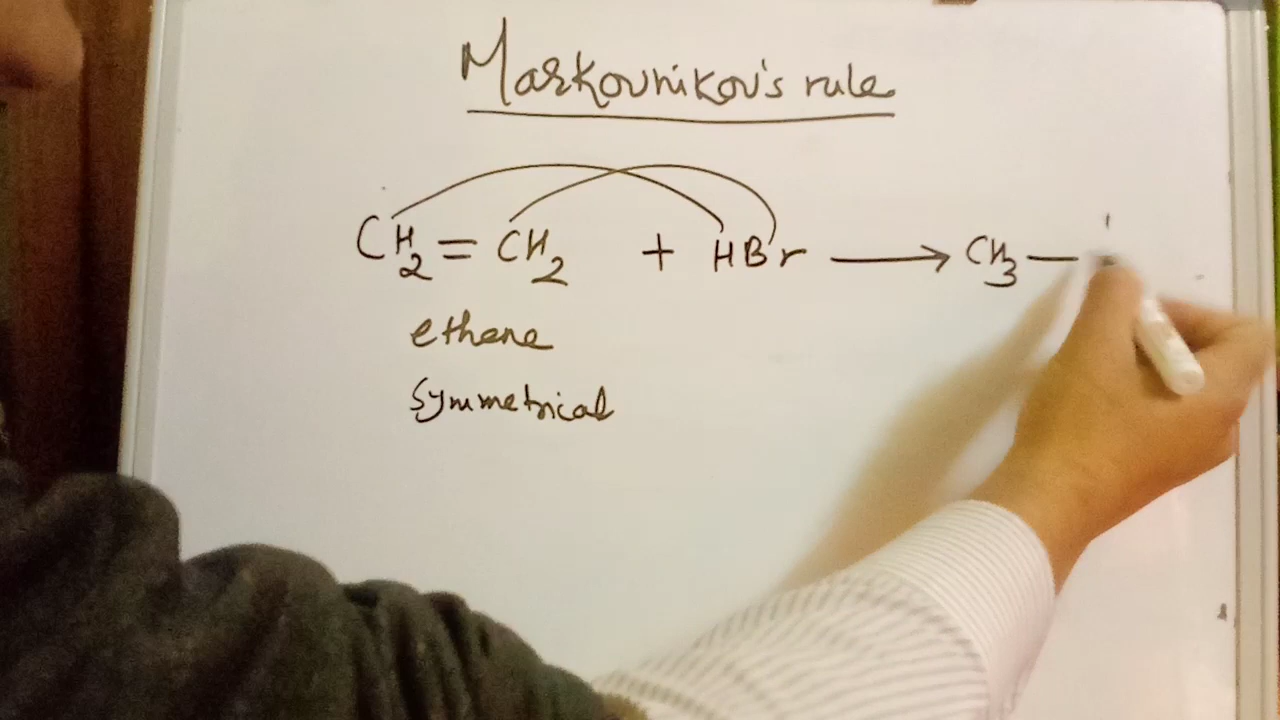 Markovnikov's rule
CH₂ = CH₂ + HBr ⟶ CH₃ —
ethene
Symmetrical